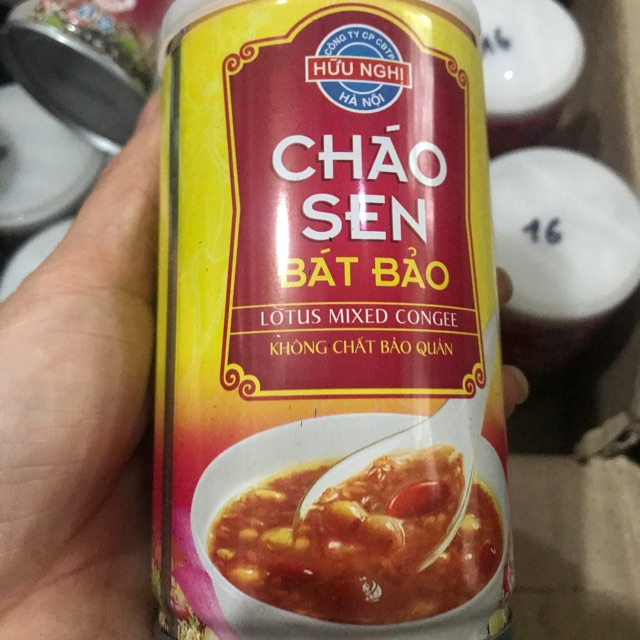 CÔNG TY CP CBTP
HỮU NGHỊ
HÀ NỘI
CHÁO
SEN
BÁT BẢO
LOTUS MIXED CONGEE
KHÔNG CHẤT BẢO QUẢN
16
16